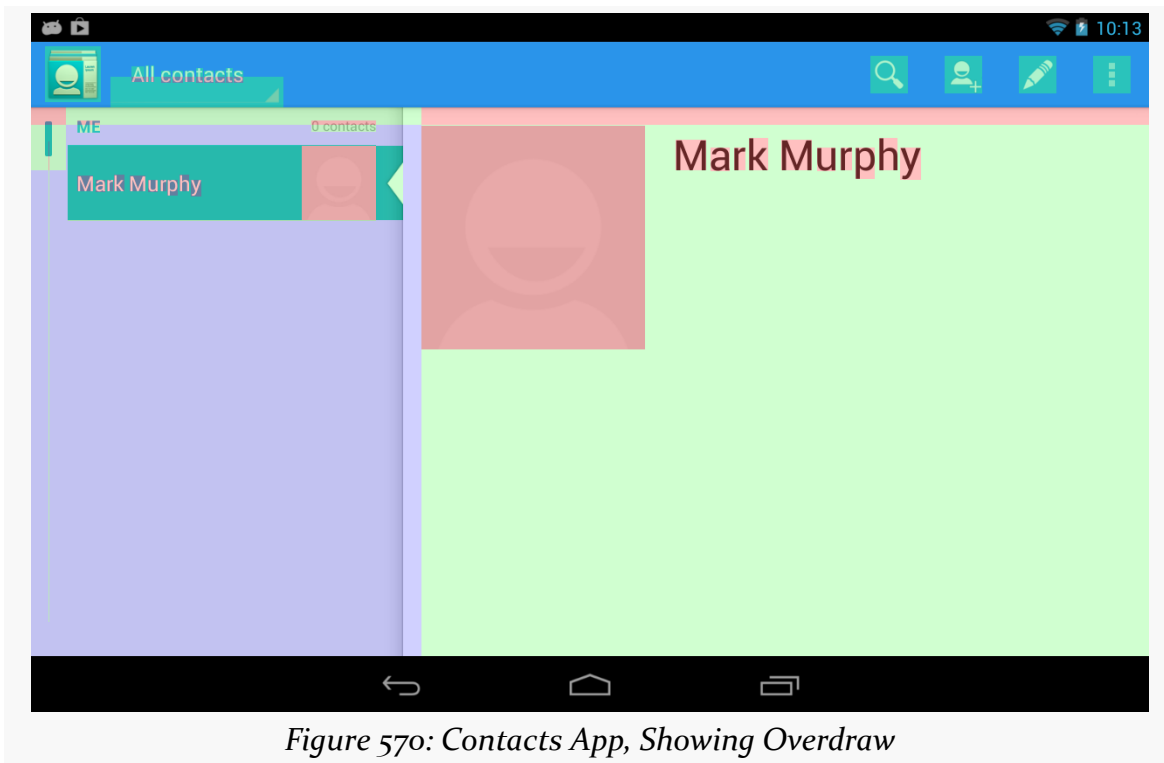 10:13
All contacts
ME 0 contacts
Mark Murphy
Mark Murphy
Figure 570: Contacts App, Showing Overdraw